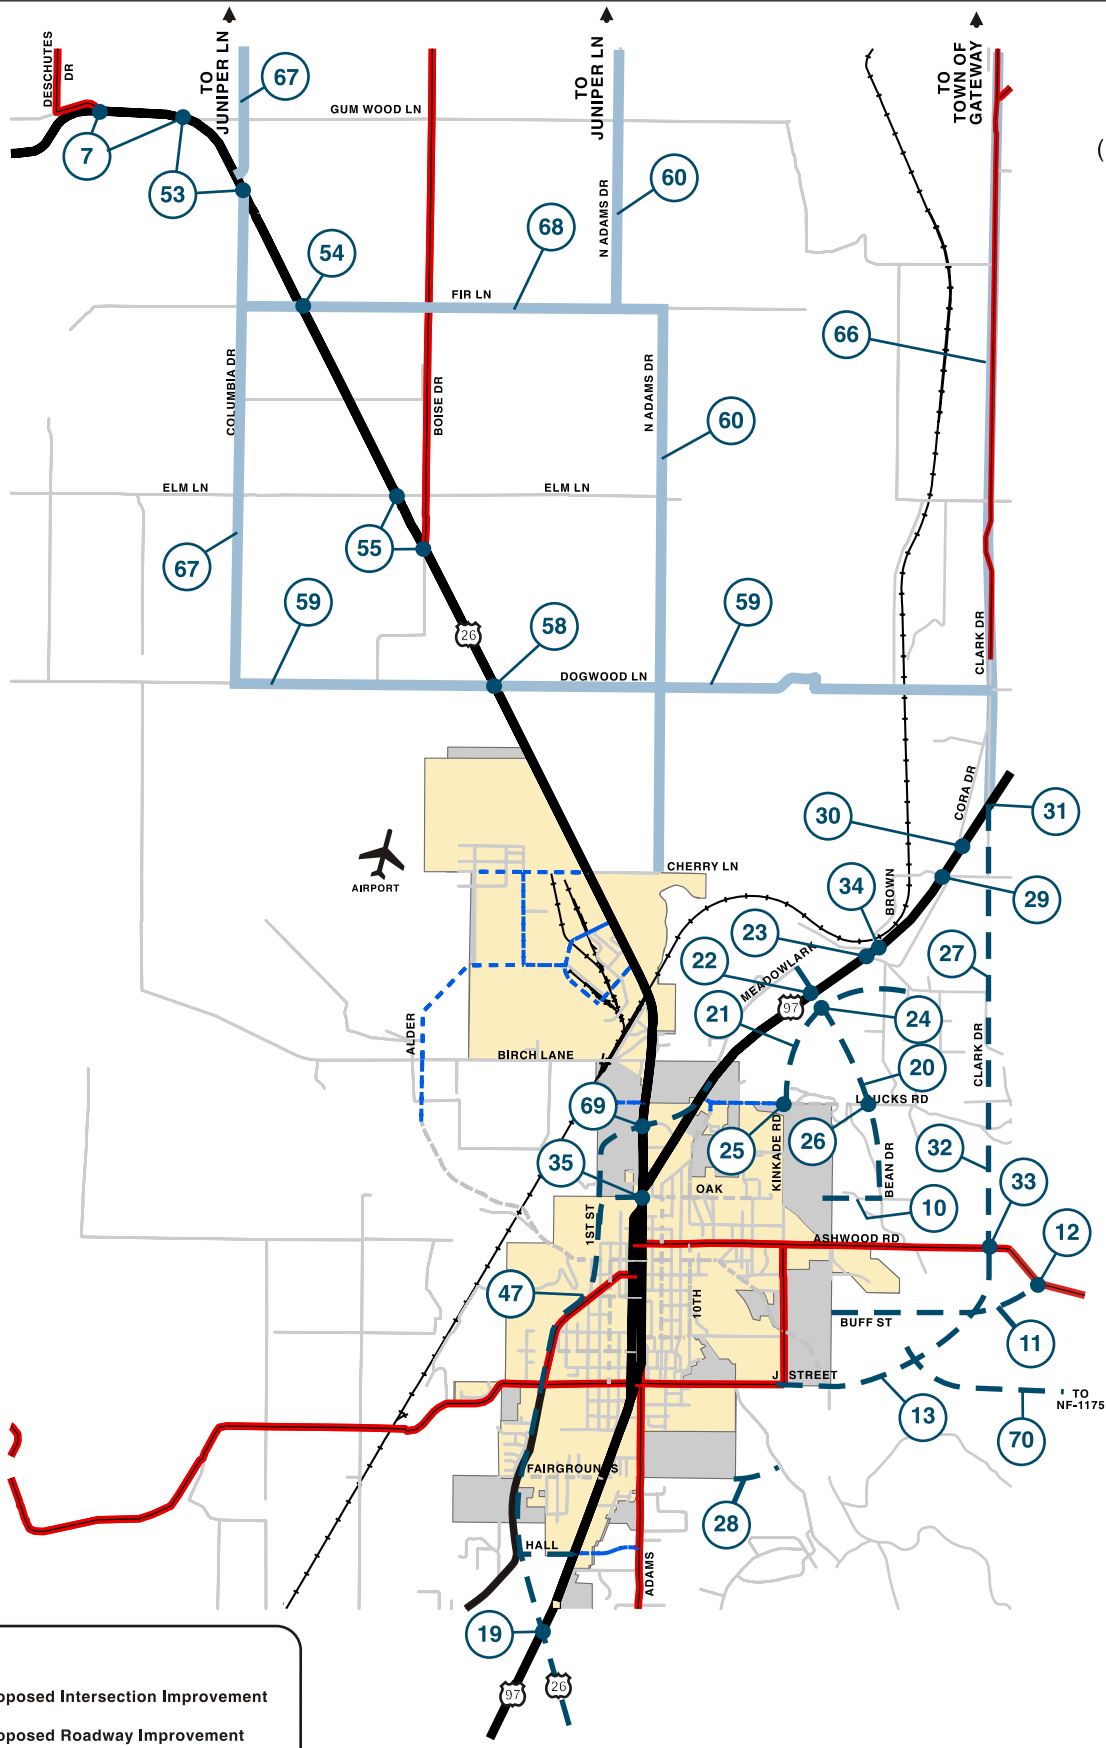 DESCHUTES
DR
TO
JUNIPER LN
TO
JUNIPER LN
TO
TOWN OF
GATEWAY
67
GUM WOOD LN
(
7
53
60
N ADAMS DR
68
54
FIR LN
66
COLUMBIA DR
BOISE DR
N ADAMS DR
60
ELM LN
ELM LN
55
67
59
59
58
26
CLARK DR
DOGWOOD LN
CORA DR
31
30
CHERRY LN
AIRPORT
BROWN
34
29
23
27
22
MEADOWLARK
97
21
24
ALDER
CLARK DR
BIRCH LANE
20
LOUCKS RD
69
25
KINKADE RD
26
32
BEAN DR
35
OAK
33
10
1ST ST
ASHWOOD RD
12
47
10TH
BUFF ST
11
J STREET
TO
NF-1175
13
70
FAIRGROUNDS
28
HALL
ADAMS
19
97
26
oposed Intersection Improvement
oposed Roadway Improvement